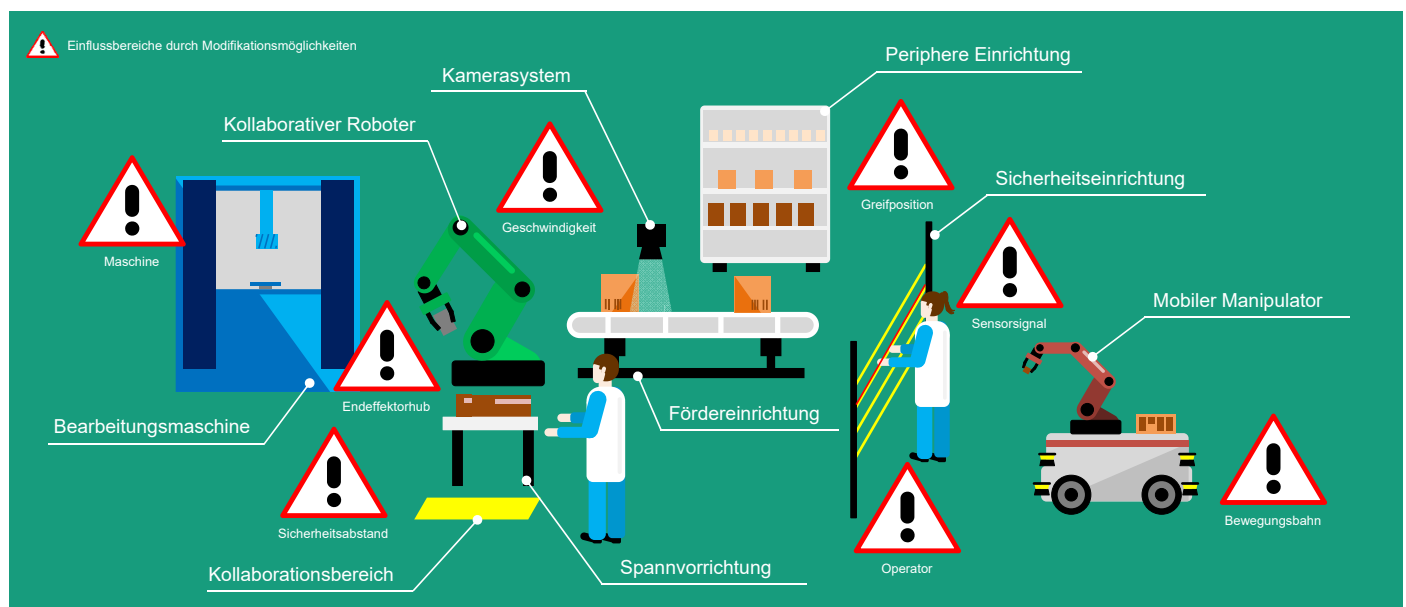 Einflussbereiche durch Modifikationsmöglichkeiten
Periphere Einrichtung
Kamerasystem
Kollaborativer Roboter
Sicherheitseinrichtung
Greifposition
Geschwindigkeit
Maschine
Mobiler Manipulator
Sensorsignal
Endeffektorhub
Fördereinrichtung
Bearbeitungsmaschine
Bewegungsbahn
Sicherheitsabstand
Operator
Spannvorrichtung
Kollaborationsbereich